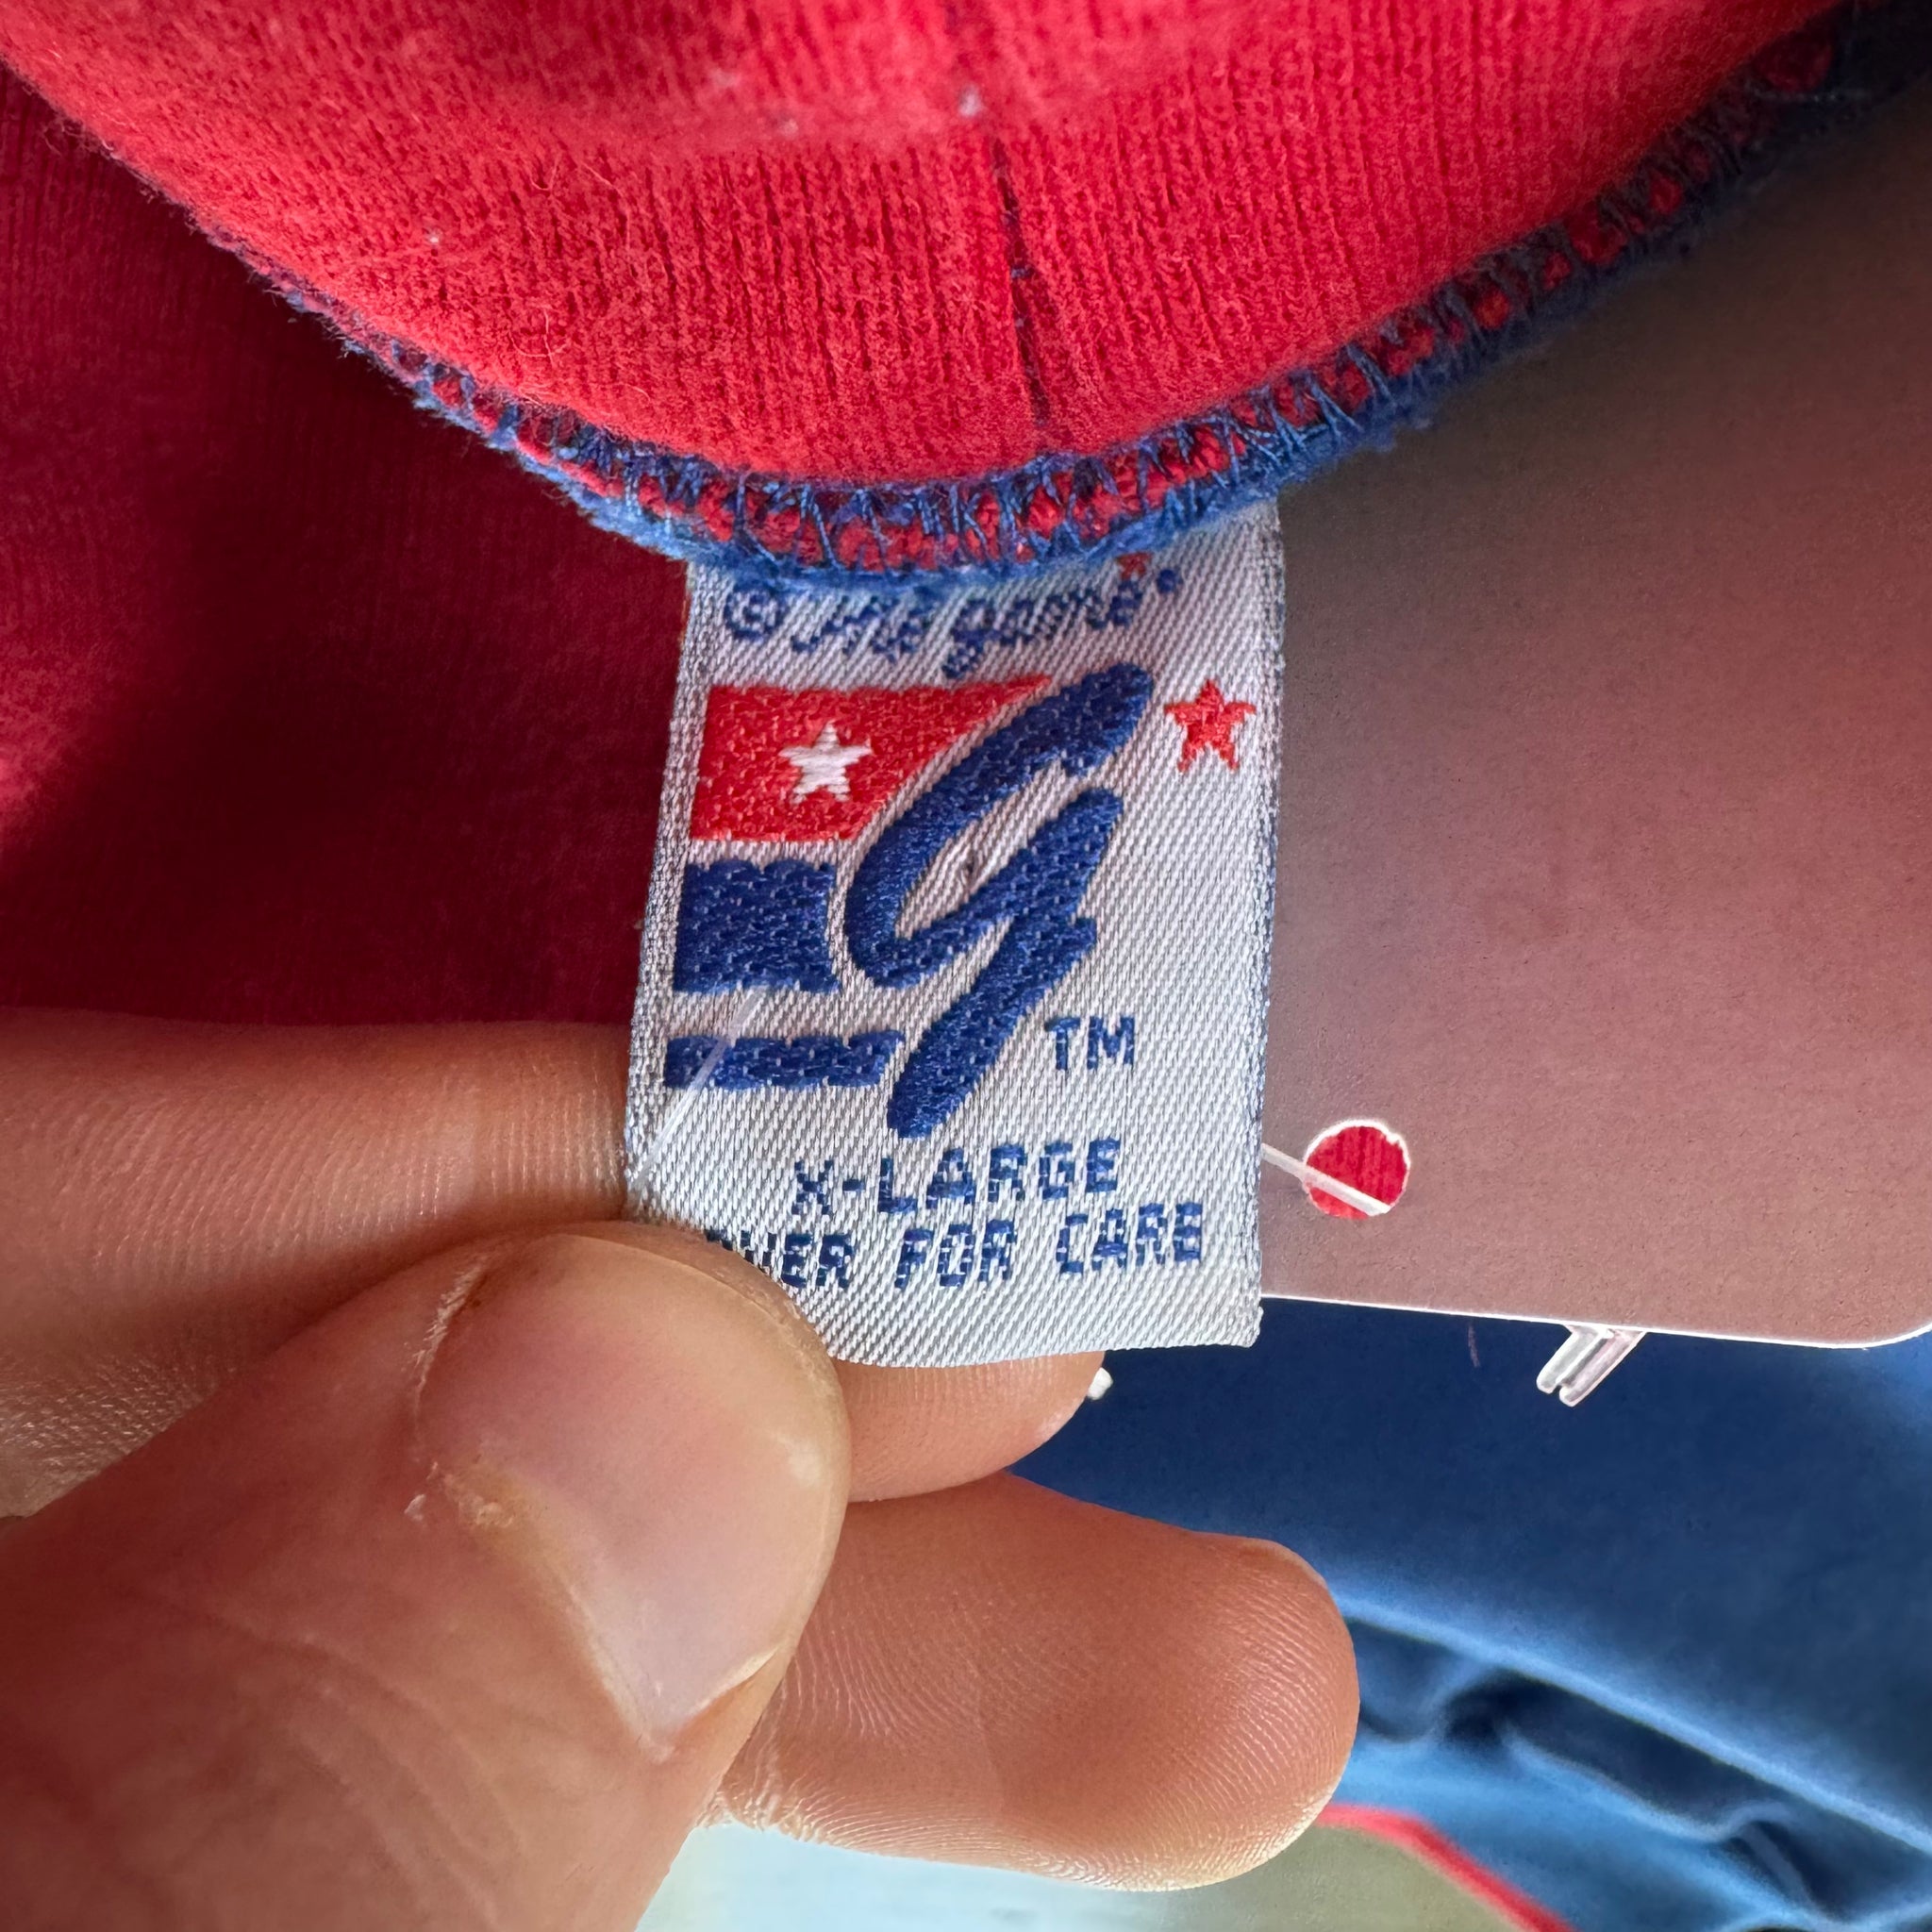 © The Game
G
TM
X-LARGE
FOR CARE